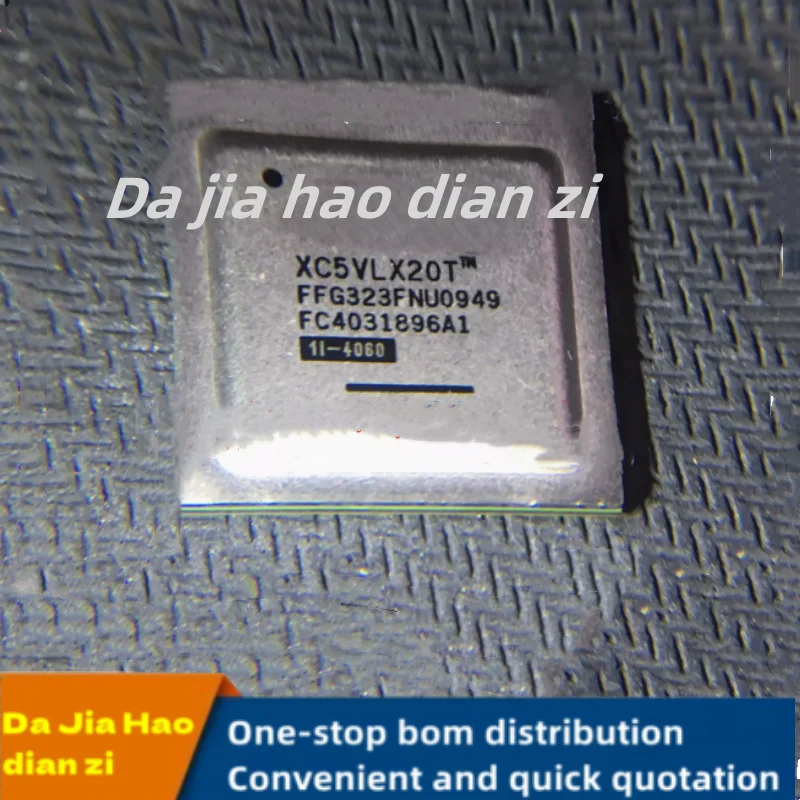 Da jia hao dian zi
XC5VLX20T™
FFG323FNU0949
FC4031896A1
1I-4060
Da Jia Hao
dian zi
One-stop bom distribution
Convenient and quick quotation